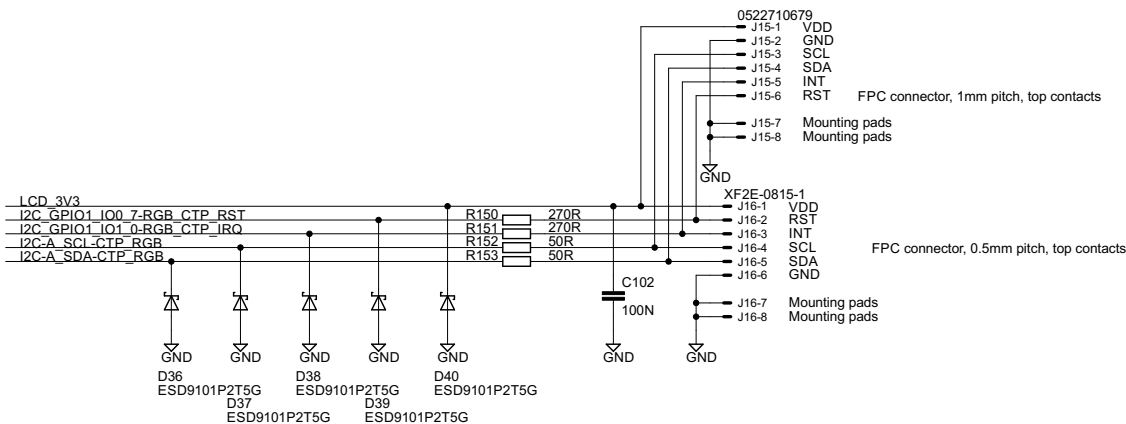 0522710679
J15-1 VDD
J15-2 GND
J15-3 SCL
J15-4 SDA
J15-5 INT
J15-6 RST FPC connector, 1mm pitch, top contacts
J15-7 Mounting pads
J15-8 Mounting pads
GND
XF2E-0815-1
LCD_3V3 J16-1 VDD
I2C_GPIO1_IO0_7-RGB_CTP_RST R150 270R J16-2 RST
I2C_GPIO1_IO1_0-RGB_CTP_IRQ R151 270R J16-3 INT
I2C-A_SCL-CTP_RGB R152 50R J16-4 SCL FPC connector, 0.5mm pitch, top contacts
I2C-A_SDA-CTP_RGB R153 50R J16-5 SDA
J16-6 GND
C102
100N
J16-7 Mounting pads
J16-8 Mounting pads
GND GND GND GND GND GND GND
D36 D38 D40
ESD9101P2T5G ESD9101P2T5G ESD9101P2T5G
D37 D39
ESD9101P2T5G ESD9101P2T5G